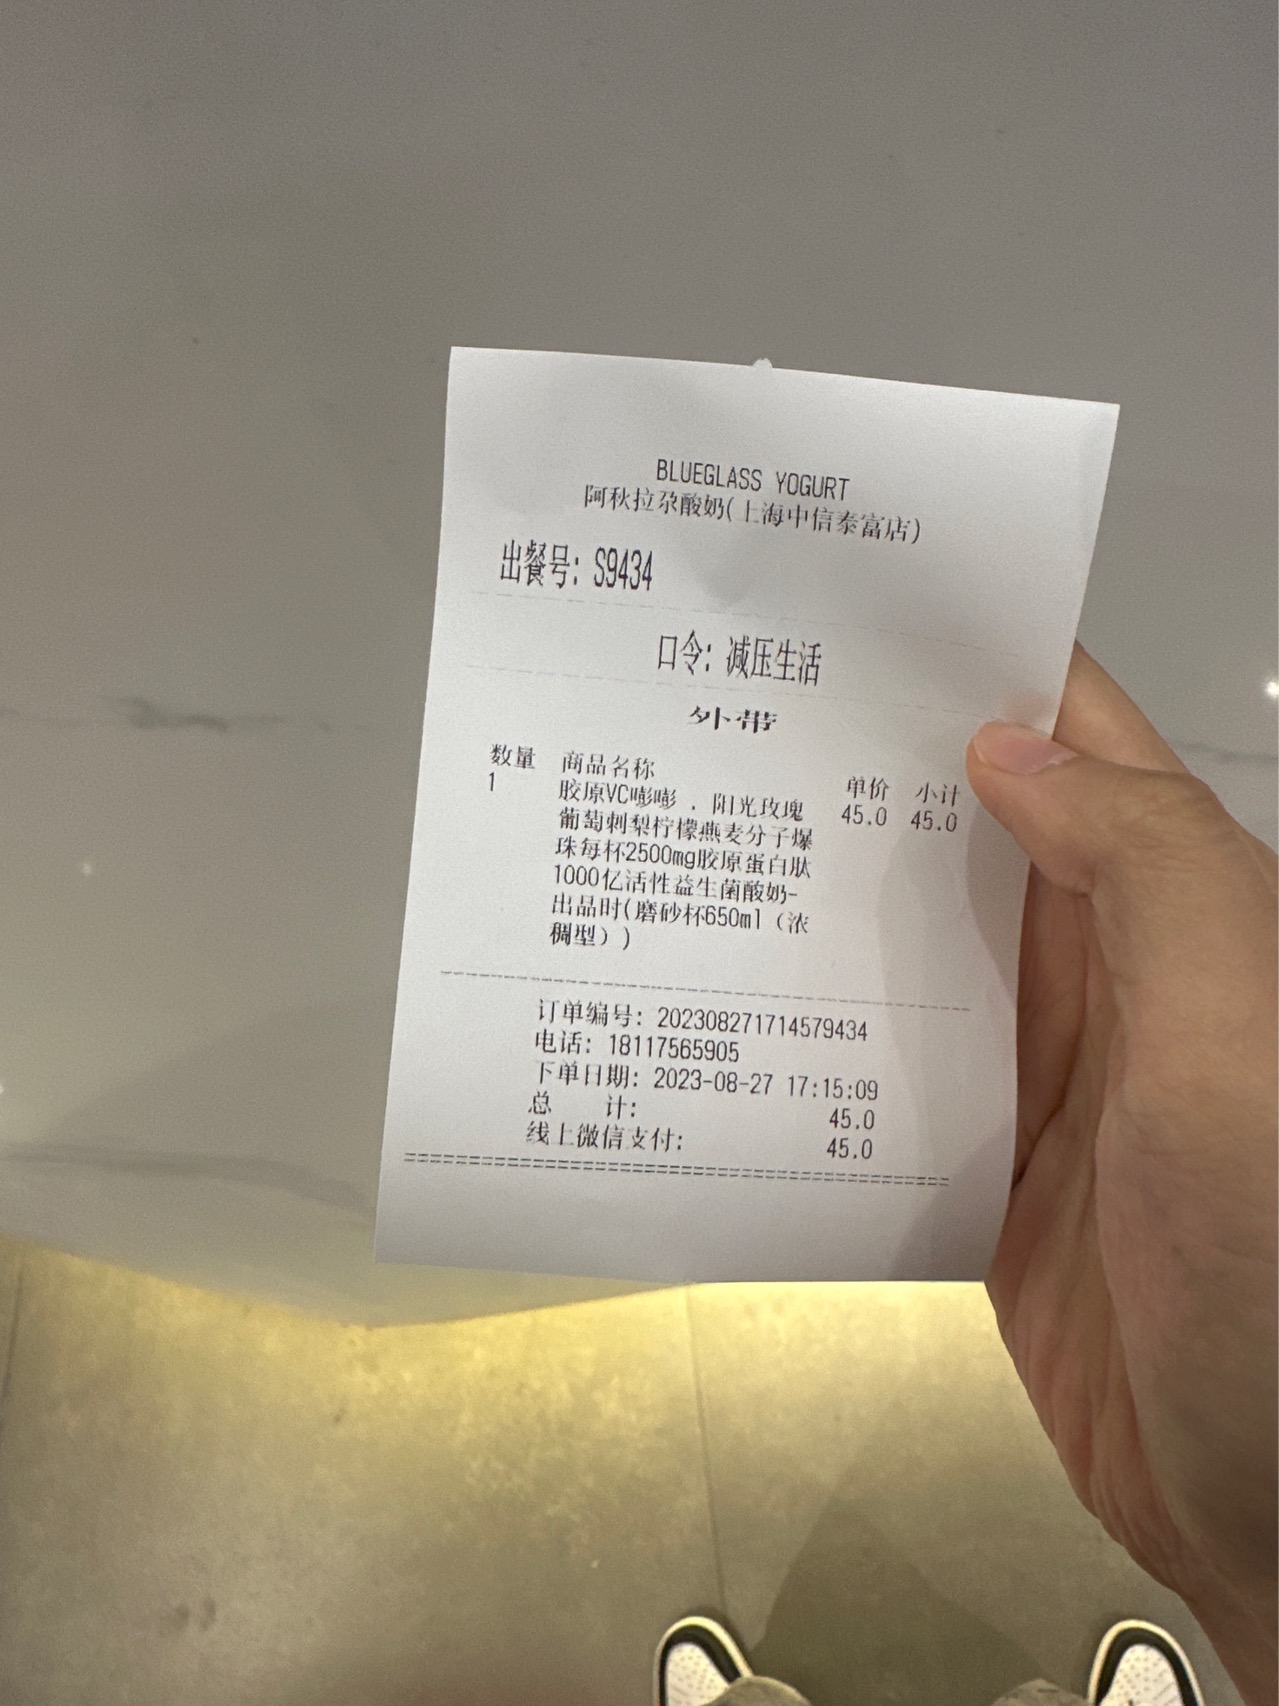 BLUEGLASS YOGURT
阿秋拉尕酸奶(上海中信泰富店)
出餐号: S9434
口令: 减压生活
外带
数量 商品名称 单价 小计
1 胶原VC嘭嘭．阳光玫瑰 45.0 45.0
葡萄刺梨柠檬燕麦分子爆
珠每杯2500mg胶原蛋白肽
1000亿活性益生菌酸奶-
出品时(磨砂杯650ml（浓
稠型）)
订单编号: 202308271714579434
电话: 18117565905
下单日期: 2023-08-27 17:15:09
总 计: 45.0
线上微信支付: 45.0